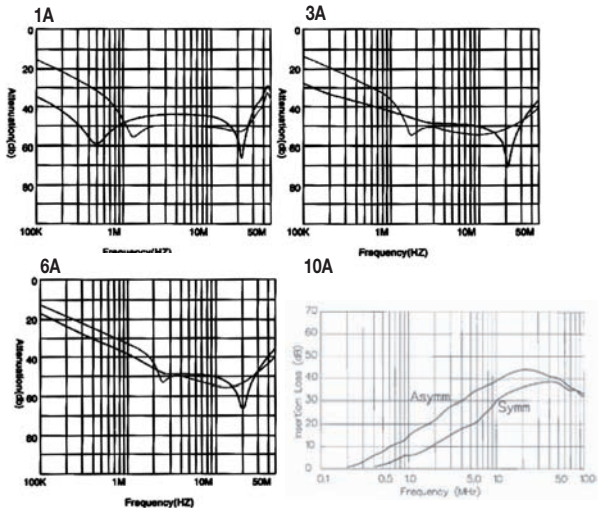 1A
3A
0
20
40
60
80
Attenuation(db)
100K 1M 10M 50M
Frequency(HZ)
0
20
40
60
80
Attenuation(db)
100K 1M 10M 50M
Frequency(HZ)
6A
10A
0
20
40
60
80
Attenuation(db)
100K 1M 10M 50M
Frequency(HZ)
70
60
50
40
30
20
10
0
Insertion Loss (dB)
Asymm
Symm
0.1 0.5 1.0 5.0 10 50 100
Frequency (MHz)